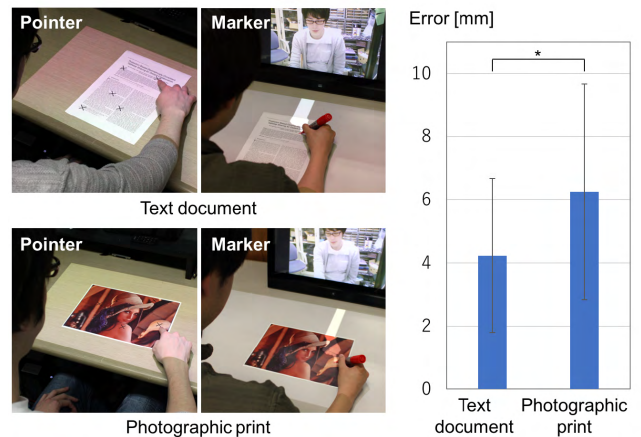 Pointer
Marker
Text document
Pointer
Marker
Photographic print
Error [mm]
*
10
8
6
4
2
0
Text document
Photographic print